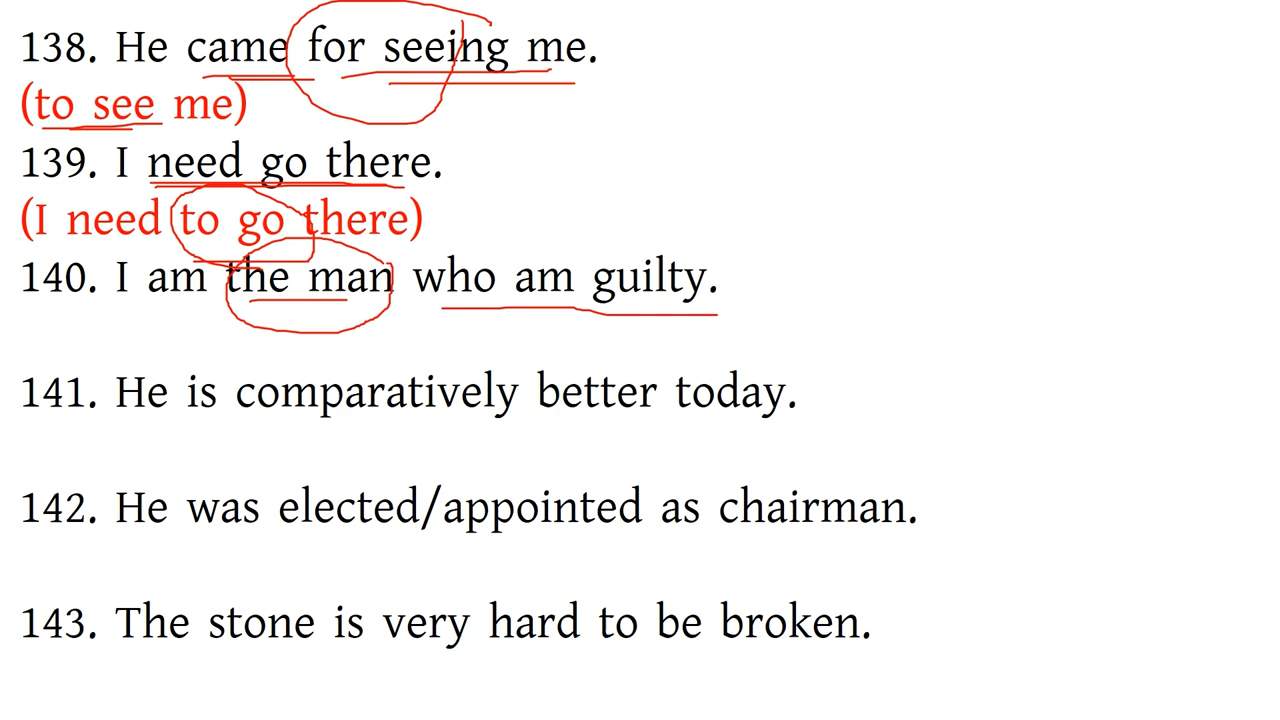 138. He came for seeing me.
(to see me)
139. I need go there.
(I need to go there)
140. I am the man who am guilty.
141. He is comparatively better today.
142. He was elected/appointed as chairman.
143. The stone is very hard to be broken.